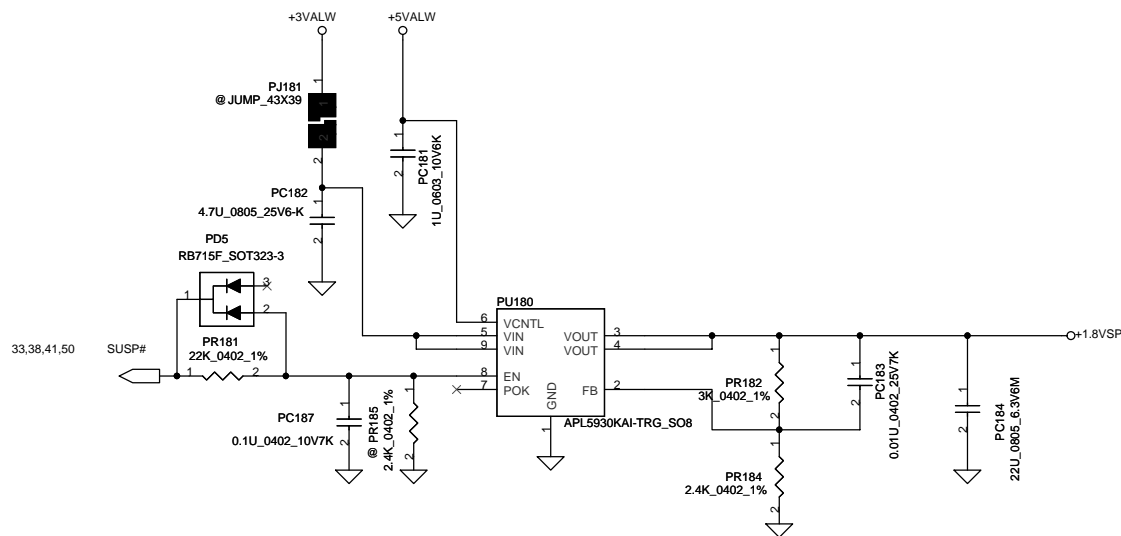 +3VALW
+5VALW
1
PJ181
@ JUMP_43X39
1
2
2
1
2
PC181
1U_0603_10V6K
PC182
4.7U_0805_25V6-K
1
2
PD5
RB715F_SOT323-3
1
3
2
PR181
22K_0402_1%
33,38,41,50
SUSP#
1
2
PC187
0.1U_0402_10V7K
1
2
@ PR185
2.4K_0402_1%
1
2
PU180
6
VCNTL
5
VIN
9
VIN
8
EN
7
POK
GND
1
VOUT
3
VOUT
4
FB
2
APL5930KAI-TRG_SO8
PR182
3K_0402_1%
1
2
PC183
0.01U_0402_25V7K
1
2
PR184
2.4K_0402_1%
1
2
PC184
22U_0805_6.3V6M
1
2
+1.8VSP